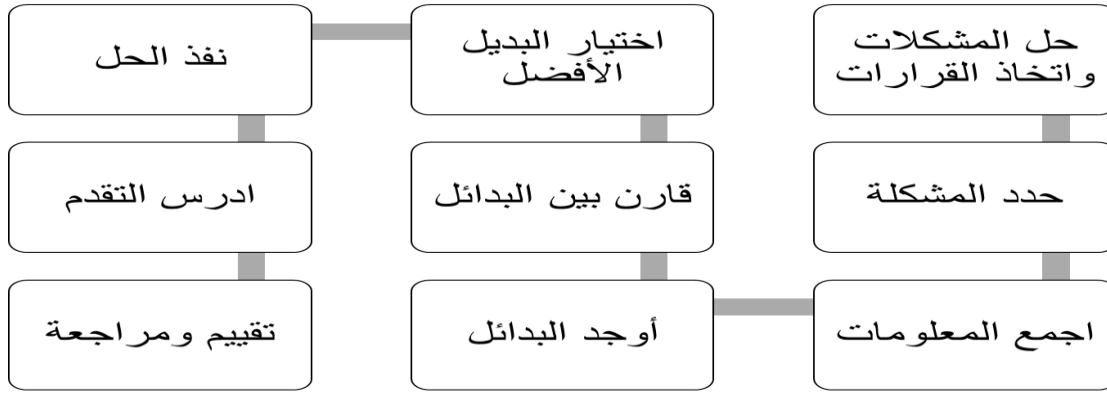 حل المشكلات
واتخاذ القرارات
حدد المشكلة
اجمع المعلومات
أوجد البدائل
قارن بين البدائل
اختيار البديل
الأفضل
نفذ الحل
ادرس التقدم
تقييم ومراجعة